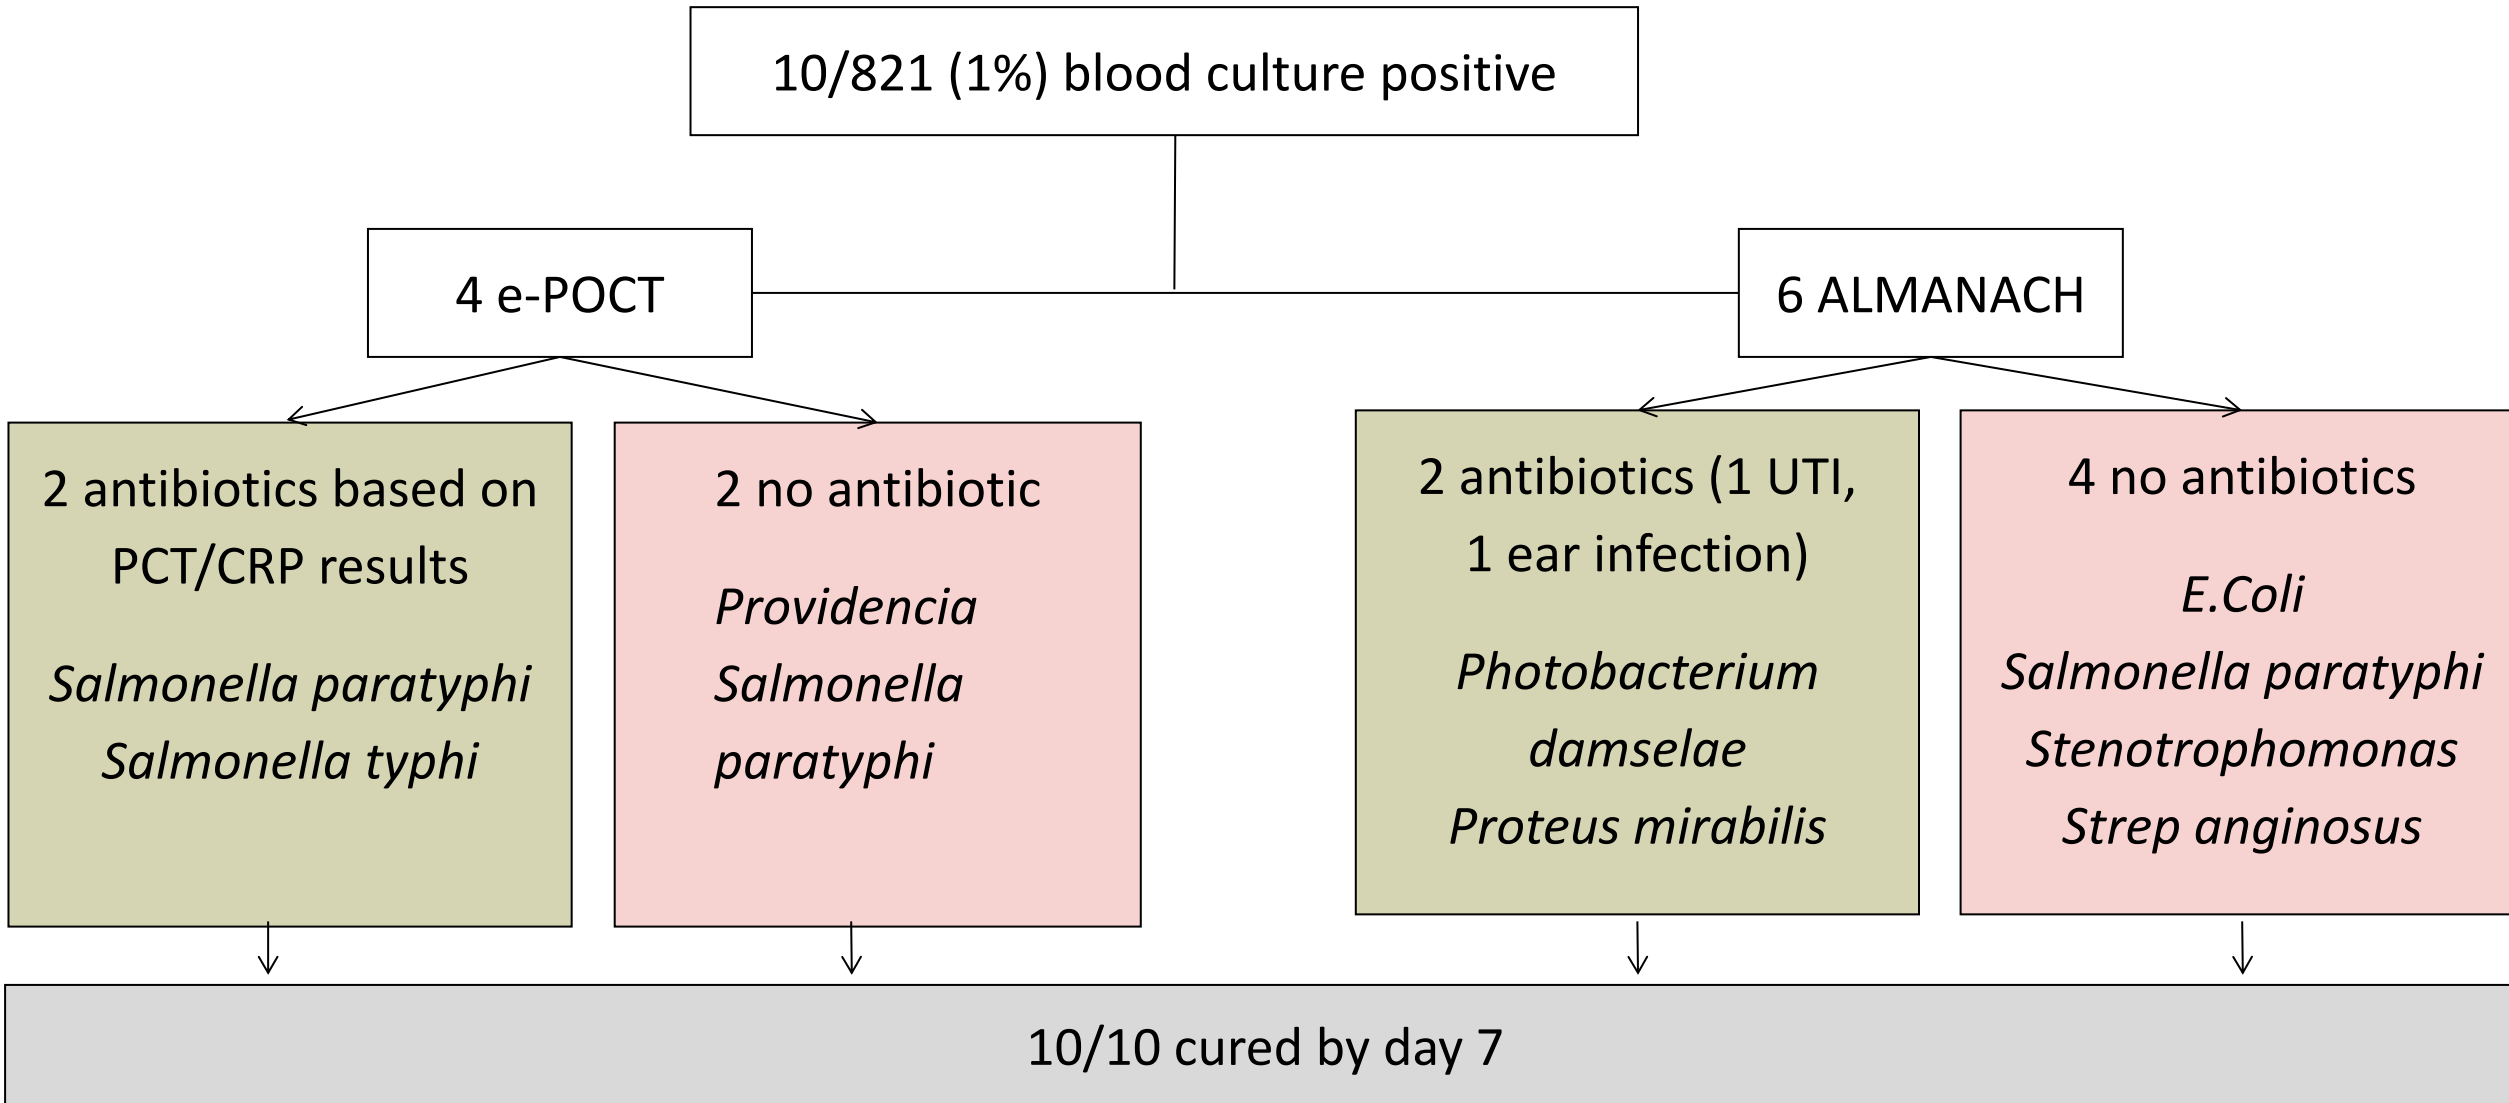 10/821 (1%) blood culture positive
4 e-POCT
6 ALMANACH
2 antibiotics based on
PCT/CRP results
Salmonella paratyphi
Salmonella typhi
2 no antibiotic
Providencia
Salmonella
paratyphi
2 antibiotics (1 UTI,
1 ear infection)
Photobacterium
damselae
Proteus mirabilis
4 no antibiotics
E.Coli
Salmonella paratyphi
Stenotrophomonas
Strep anginosus
10/10 cured by day 7